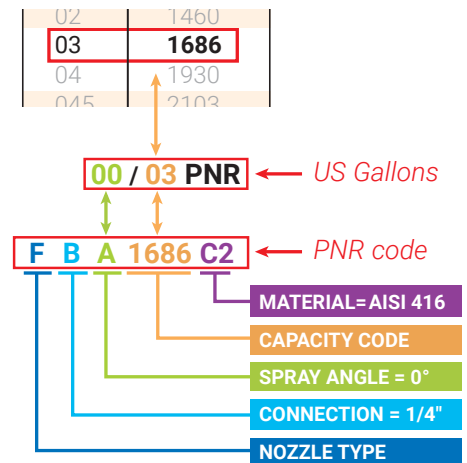 02 1460
03 1686
04 1930
045 2103
00 / 03 PNR US Gallons
F B A 1686 C2 PNR code
MATERIAL=AISI 416
CAPACITY CODE
SPRAY ANGLE = 0°
CONNECTION = 1/4"
NOZZLE TYPE